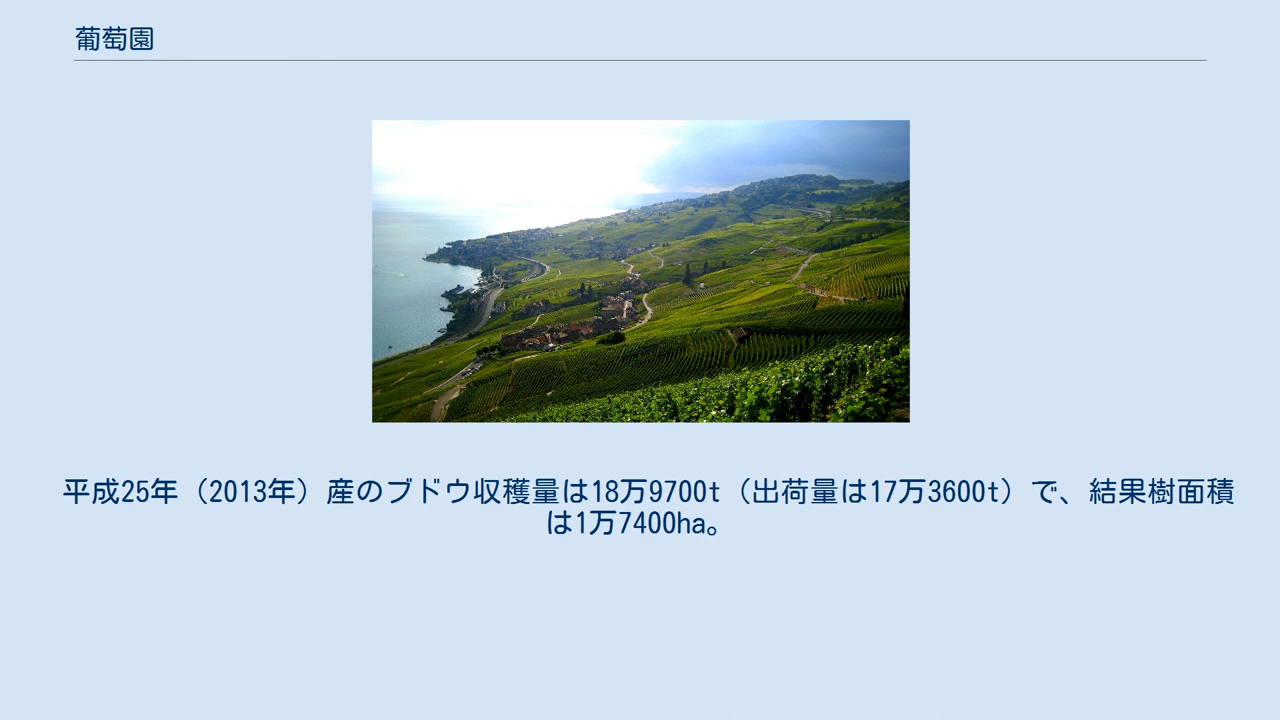 葡萄園
平成25年（2013年）産のブドウ収穫量は18万9700t（出荷量は17万3600t）で、結果樹面積
は1万7400ha。